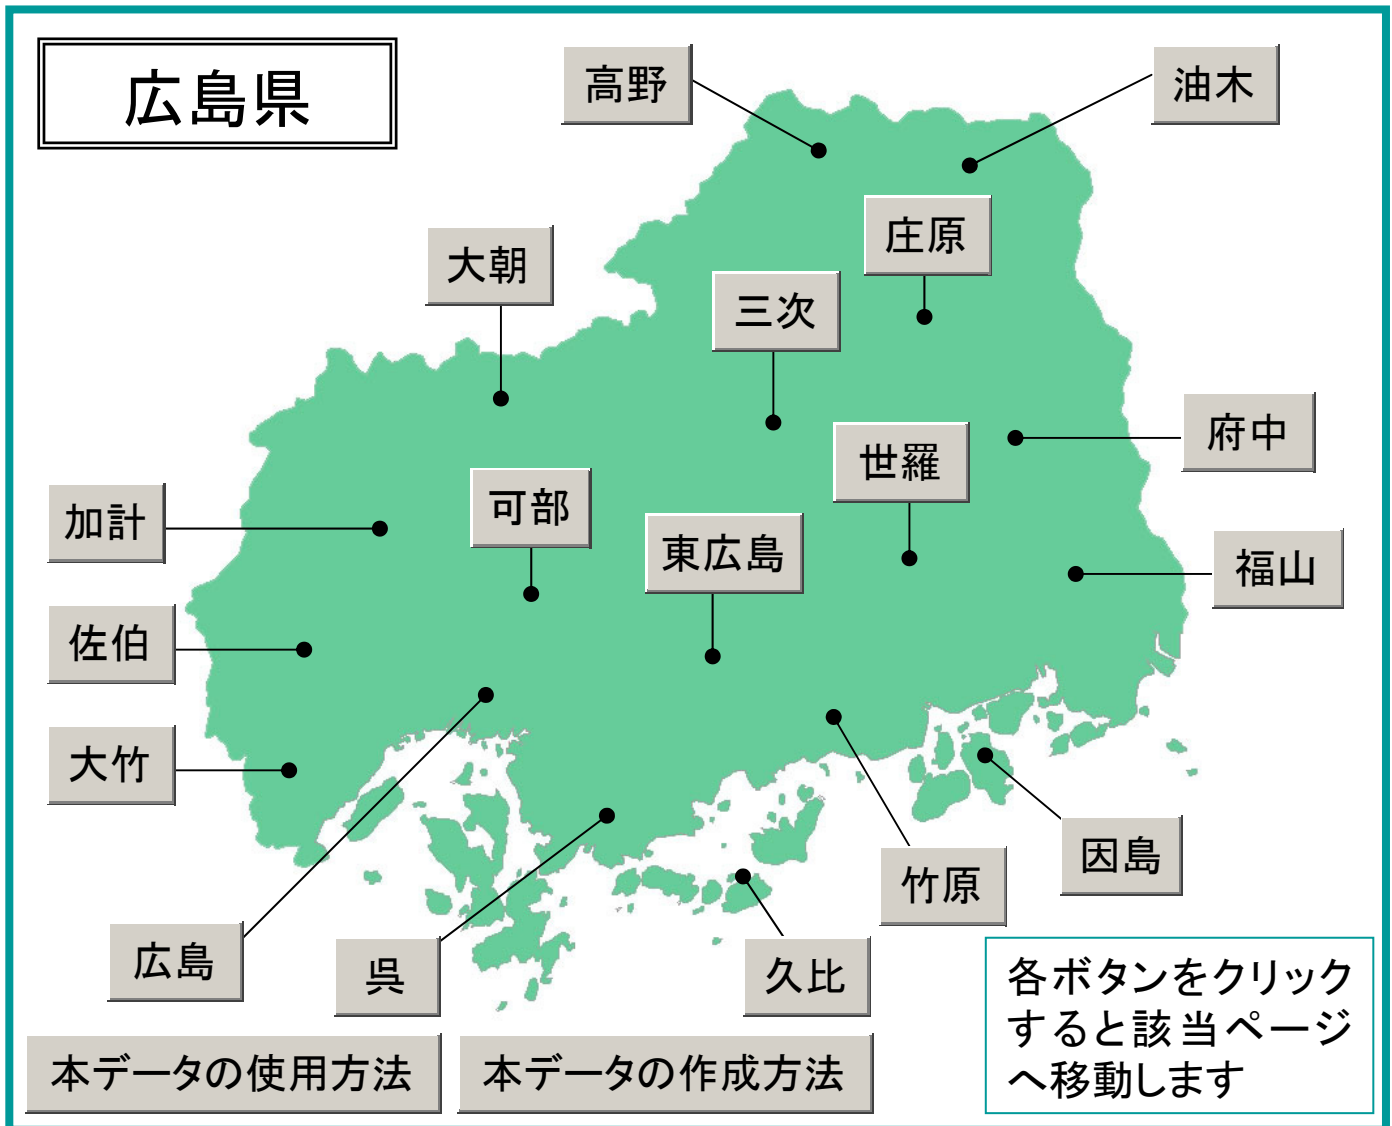 広島県
高野
油木
庄原
大朝
三次
府中
世羅
可部
加計
東広島
福山
佐伯
大竹
因島
竹原
広島
呉
久比
各ボタンをクリック
すると該当ページ
へ移動します
本データの使用方法
本データの作成方法